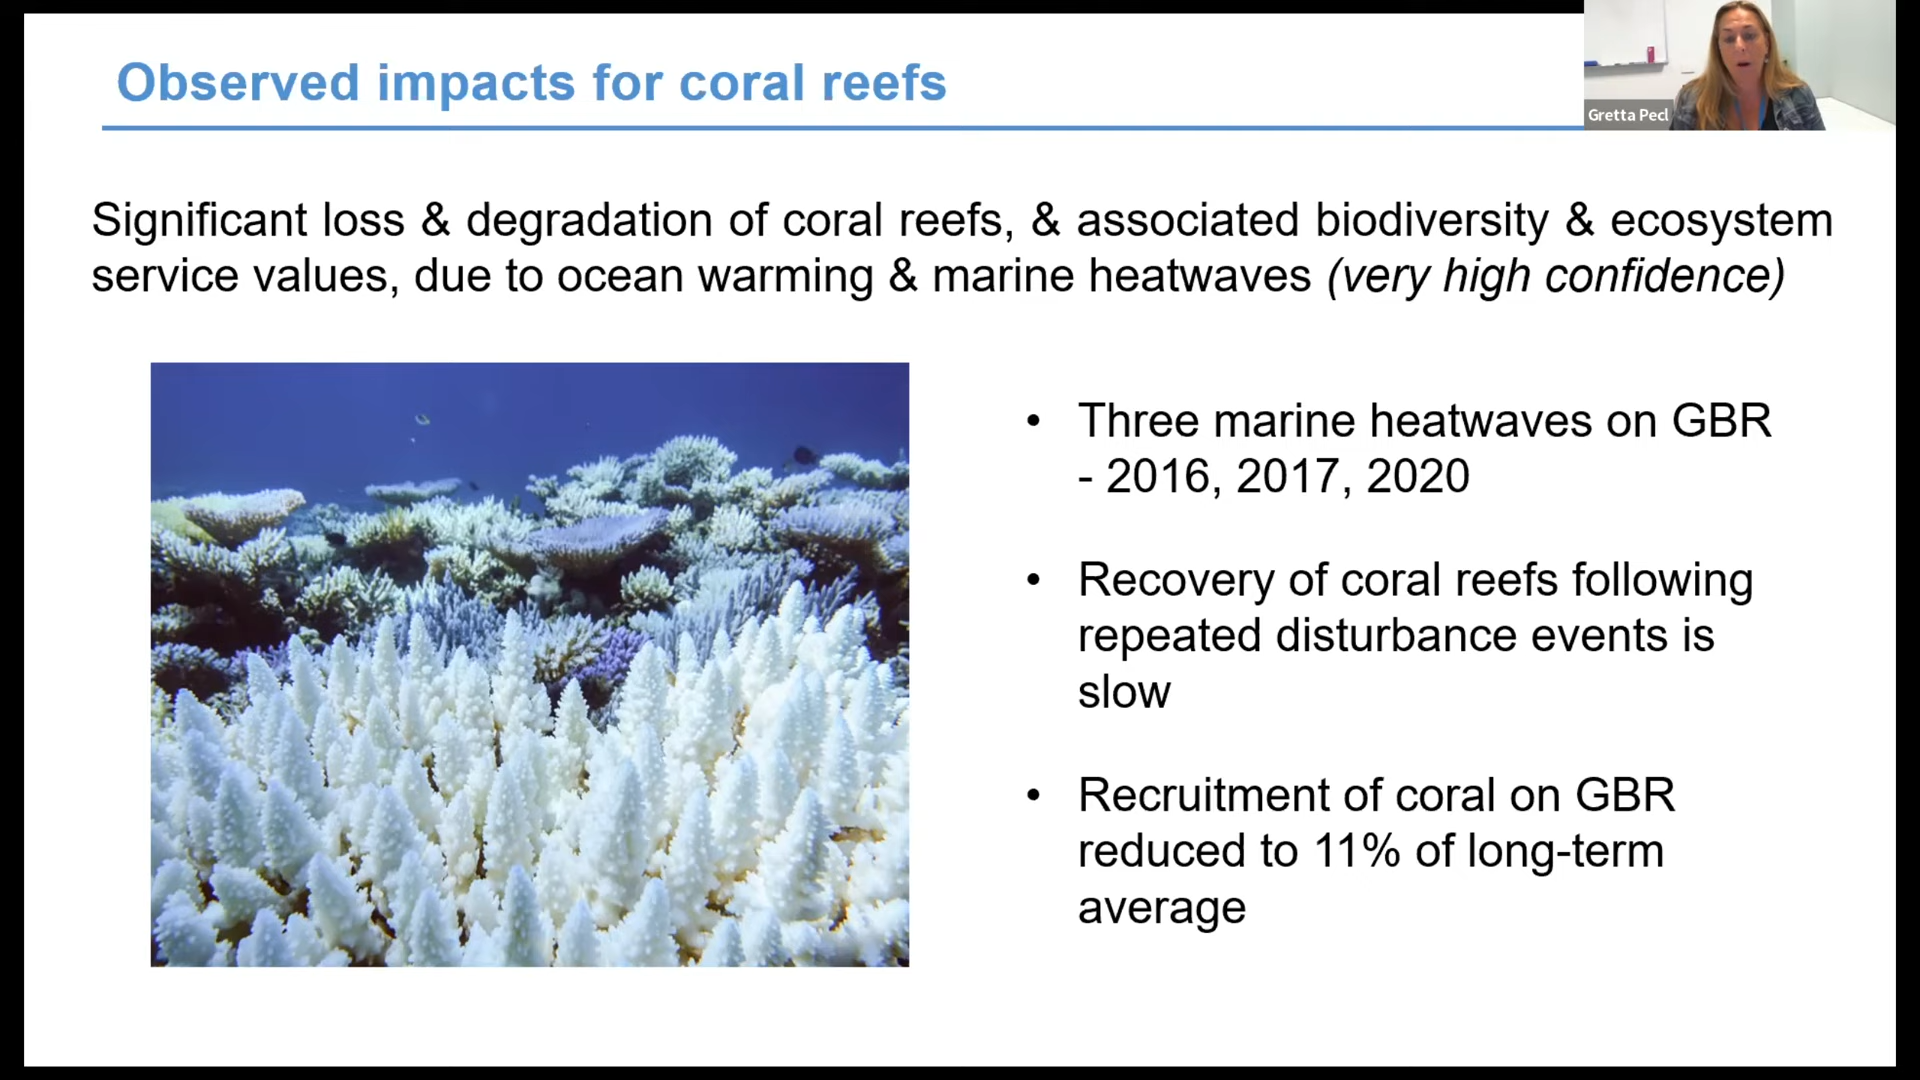 Observed impacts for coral reefs
Gretta Pecl
Significant loss & degradation of coral reefs, & associated biodiversity & ecosystem
service values, due to ocean warming & marine heatwaves (very high confidence)
• Three marine heatwaves on GBR
- 2016, 2017, 2020
• Recovery of coral reefs following
repeated disturbance events is
slow
• Recruitment of coral on GBR
reduced to 11% of long-term
average